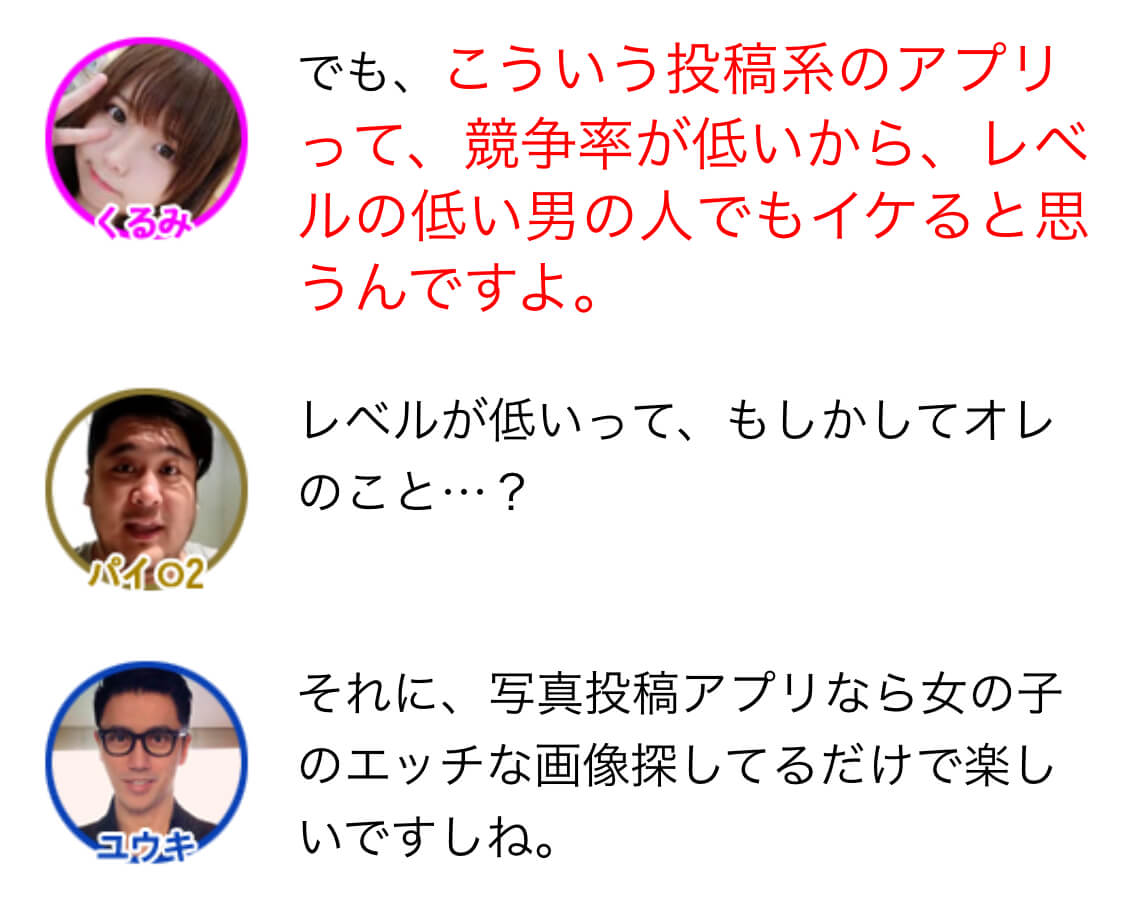 でも、こういう投稿系のアプリ
って、競争率が低いから、レベ
ルの低い男の人でもイケると思
うんですよ。
くるみ
レベルが低いって、もしかしてオレ
のこと…？
パイ◎2
それに、写真投稿アプリなら女の子
のエッチな画像探してるだけで楽し
いですしね。
ユウキ